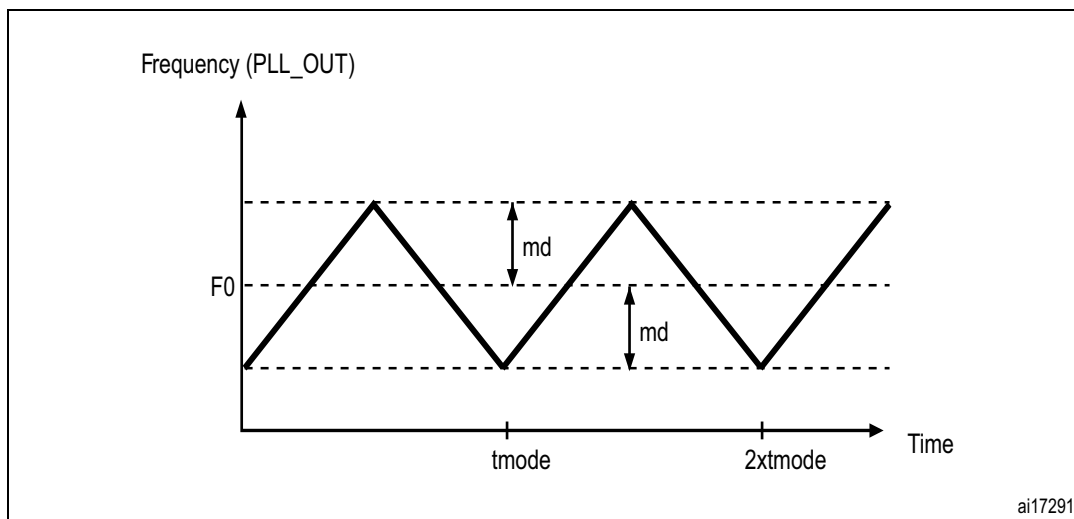 Frequency (PLL_OUT)
md
F0
md
tmode
2xtmode
Time
ai17291